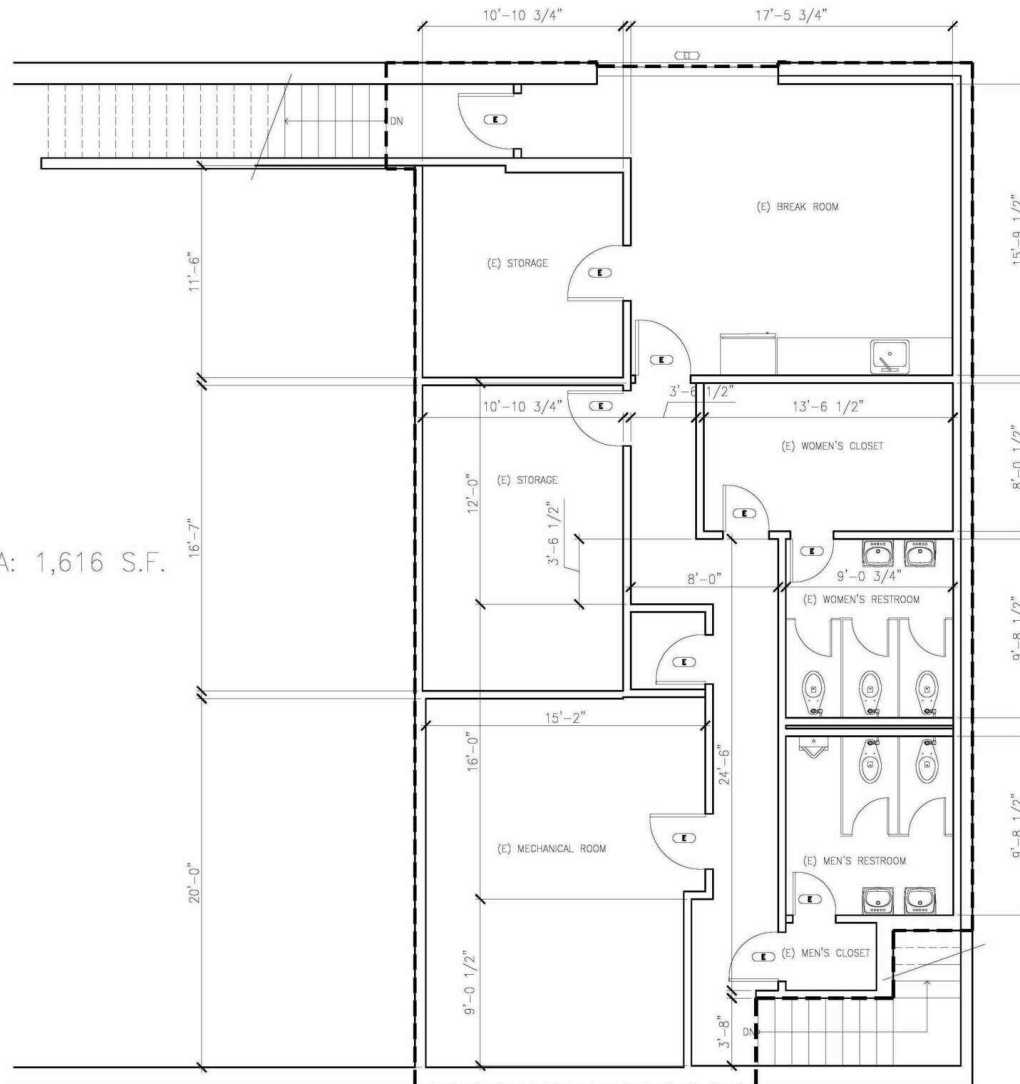 10'-10 3/4"
17'-5 3/4"
E
DN
E
(E) BREAK ROOM
15'-9 1/2"
11'-6"
(E) STORAGE
E
E
10'-10 3/4"
E
3'-6 1/2"
13'-6 1/2"
(E) WOMEN'S CLOSET
8'-0 1/2"
(E) STORAGE
12'-0"
E
3'-6 1/2"
16'-7"
E
A: 1,616 S.F.
8'-0"
9'-0 3/4"
(E) WOMEN'S RESTROOM
9'-8 1/2"
E
15'-2"
16'-0"
24'-6"
E
(E) MECHANICAL ROOM
(E) MEN'S RESTROOM
9'-8 1/2"
20'-0"
E
(E) MEN'S CLOSET
E
9'-0 1/2"
3'-8"
DN